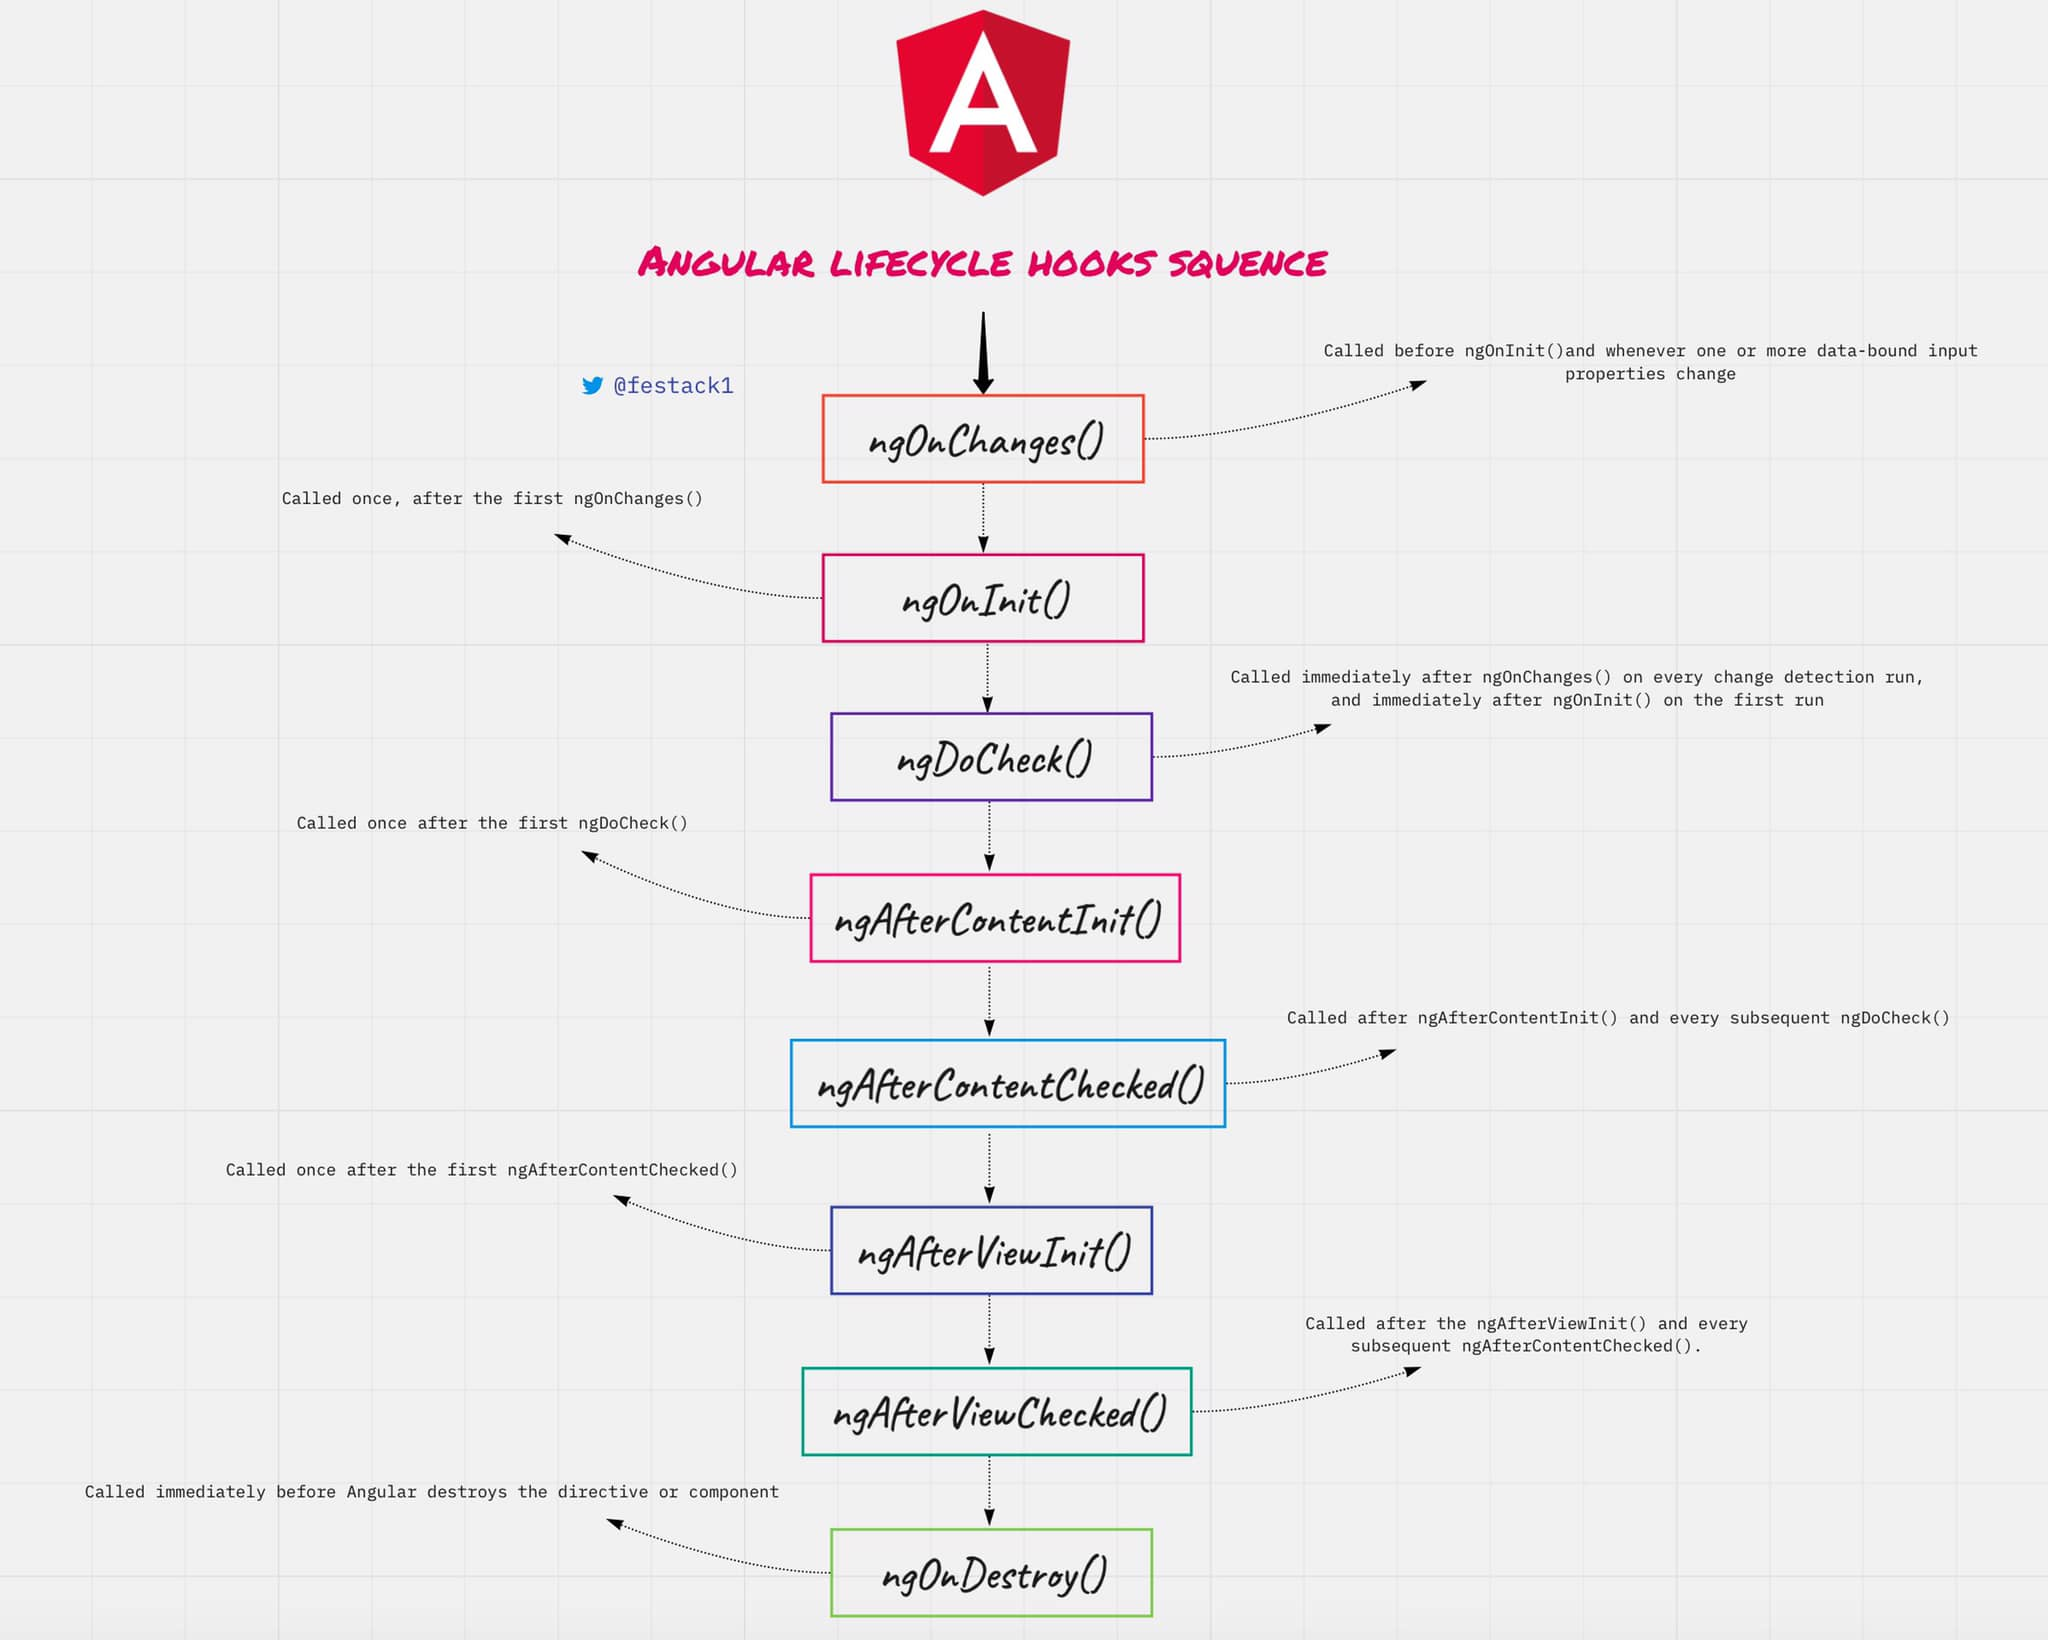 A
Angular lifecycle hooks squence
Called before ngOnInit()and whenever one or more data-bound input
properties change
@festack1
ngOnChanges()
Called once, after the first ngOnChanges()
ngOnInit()
Called immediately after ngOnChanges() on every change detection run,
and immediately after ngOnInit() on the first run
ngDoCheck()
Called once after the first ngDoCheck()
ngAfterContentInit()
Called after ngAfterContentInit() and every subsequent ngDoCheck()
ngAfterContentChecked()
Called once after the first ngAfterContentChecked()
ngAfterViewInit()
Called after the ngAfterViewInit() and every
subsequent ngAfterContentChecked().
ngAfterViewChecked()
Called immediately before Angular destroys the directive or component
ngOnDestroy()